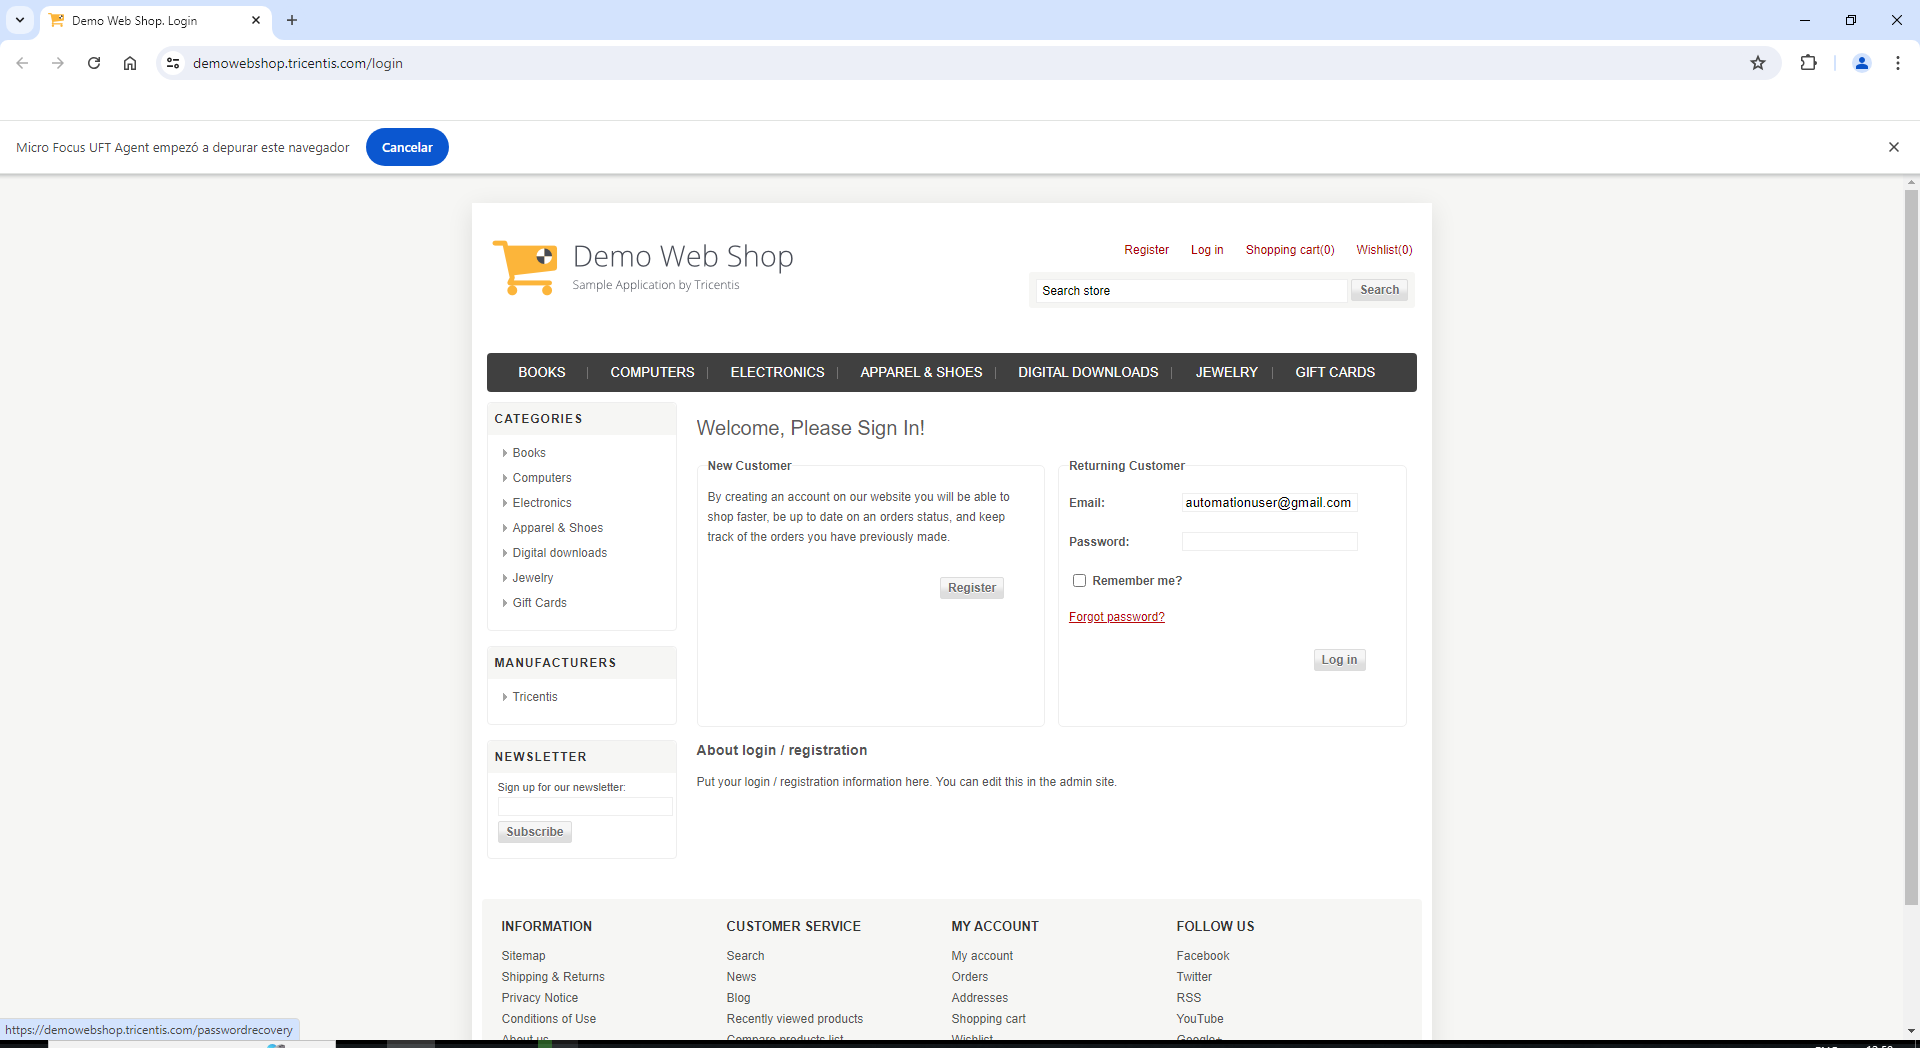 Demo Web Shop. Login
demowebshop.tricentis.com/login
Micro Focus UFT Agent empezó a depurar este navegador
Cancelar
Demo Web Shop
Sample Application by Tricentis
Register
Log in
Shopping cart(0)
Wishlist(0)
Search store
Search
BOOKS
COMPUTERS
ELECTRONICS
APPAREL & SHOES
DIGITAL DOWNLOADS
JEWELRY
GIFT CARDS
CATEGORIES
Books
Computers
Electronics
Apparel & Shoes
Digital downloads
Jewelry
Gift Cards
MANUFACTURERS
Tricentis
NEWSLETTER
Sign up for our newsletter:
Subscribe
Welcome, Please Sign In!
New Customer
By creating an account on our website you will be able to
shop faster, be up to date on an orders status, and keep
track of the orders you have previously made.
Register
Returning Customer
Email:
automationuser@gmail.com
Password:
Remember me?
Forgot password?
Log in
About login / registration
Put your login / registration information here. You can edit this in the admin site.
INFORMATION
Sitemap
Shipping & Returns
Privacy Notice
Conditions of Use
About us
CUSTOMER SERVICE
Search
News
Blog
Recently viewed products
Compare products list
MY ACCOUNT
My account
Orders
Addresses
Shopping cart
Wishlist
FOLLOW US
Facebook
Twitter
RSS
YouTube
Google+
https://demowebshop.tricentis.com/passwordrecovery